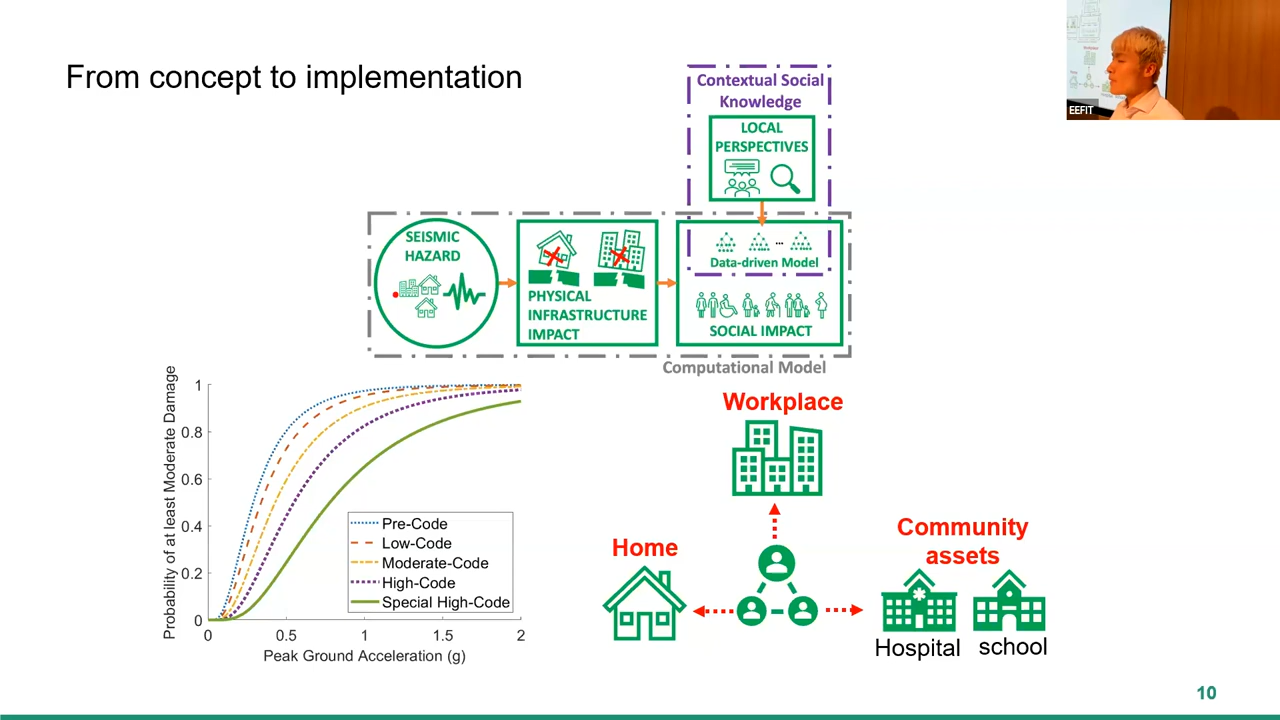 From concept to implementation
EEFIT
Contextual Social
Knowledge
LOCAL
PERSPECTIVES
SEISMIC
HAZARD
PHYSICAL
INFRASTRUCTURE
IMPACT
...
Data-driven Model
SOCIAL IMPACT
Computational Model
Probability of at least Moderate Damage
1
0.8
0.6
0.4
0.2
0
0
0.5
1
1.5
2
Peak Ground Acceleration (g)
Pre-Code
Low-Code
Moderate-Code
High-Code
Special High-Code
Workplace
Home
Community
assets
Hospital
school
10